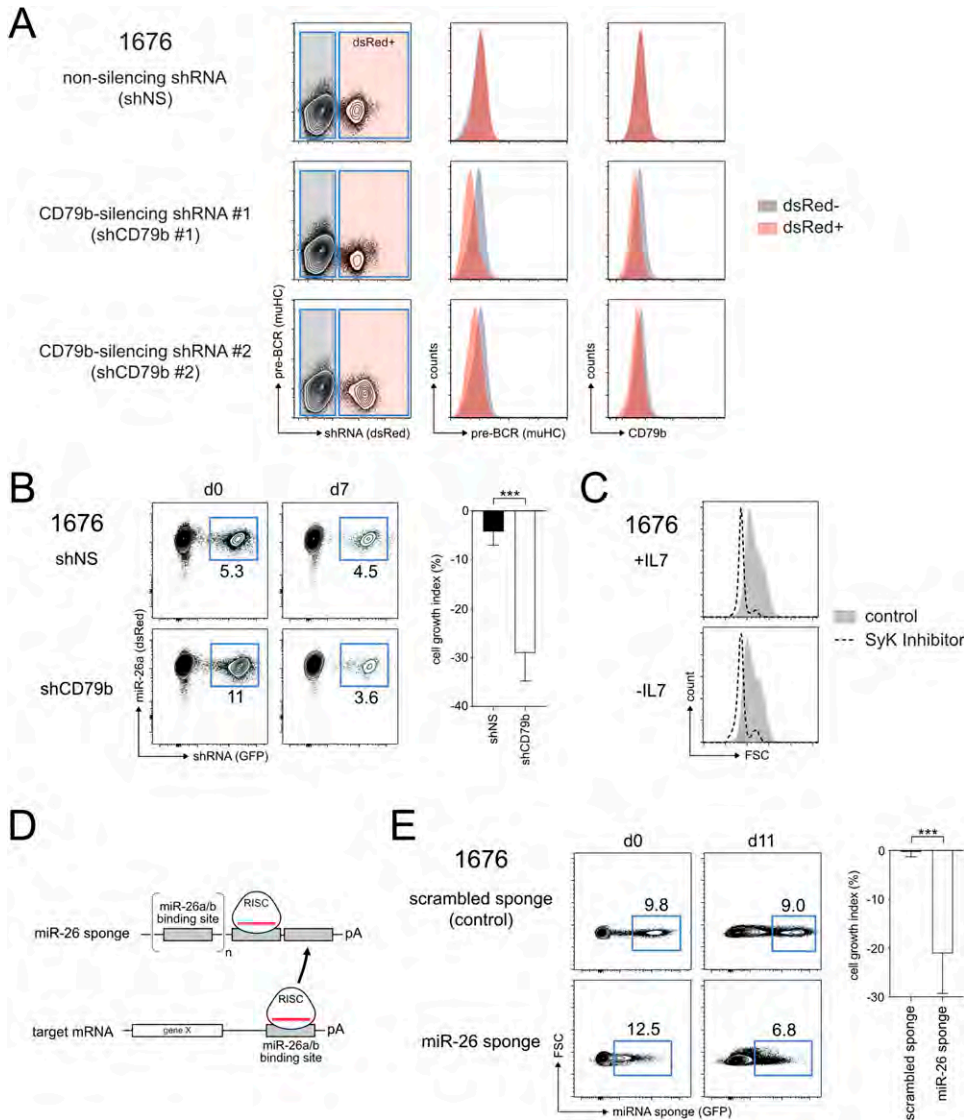 A
1676
non-silencing shRNA
(shNS)
dsRed+
CD79b-silencing shRNA #1
(shCD79b #1)
dsRed-
dsRed+
CD79b-silencing shRNA #2
(shCD79b #2)
pre-BCR (muHC)
shRNA (dsRed)
counts
pre-BCR (muHC)
counts
CD79b
B
1676
d0
d7
shNS
5.3
4.5
shCD79b
11
3.6
miR-26a (dsRed)
shRNA (GFP)
***
cell growth index (%)
0
-10
-20
-30
-40
shNS
shCD79b
C
1676
+IL7
-IL7
control
SyK Inhibitor
count
FSC
D
miR-26 sponge
miR-26a/b
binding site
n
RISC
pA
target mRNA
gene X
RISC
pA
miR-26a/b
binding site
E
1676
d0
d11
scrambled sponge
(control)
9.8
9.0
miR-26 sponge
12.5
6.8
FSC
miRNA sponge (GFP)
***
cell growth index (%)
0
-10
-20
-30
scrambled sponge
miR-26 sponge